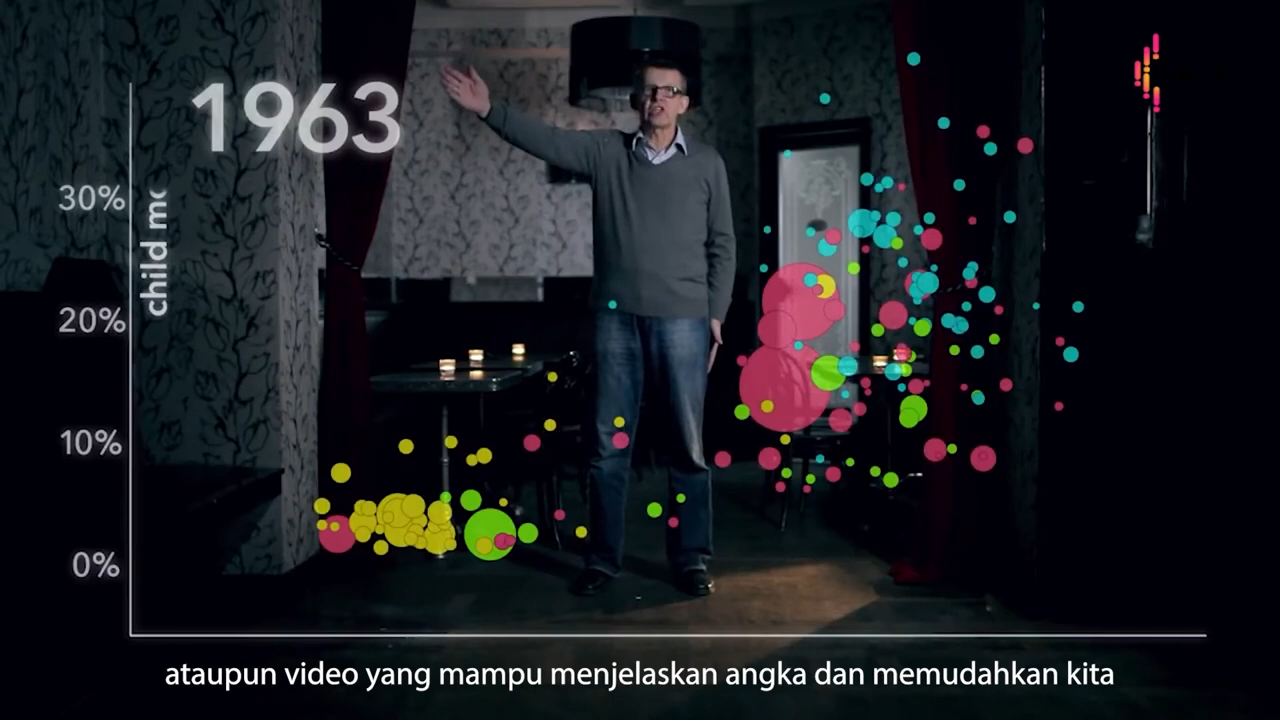 1963
30%
child mo
20%
10%
0%
ataupun video yang mampu menjelaskan angka dan memudahkan kita